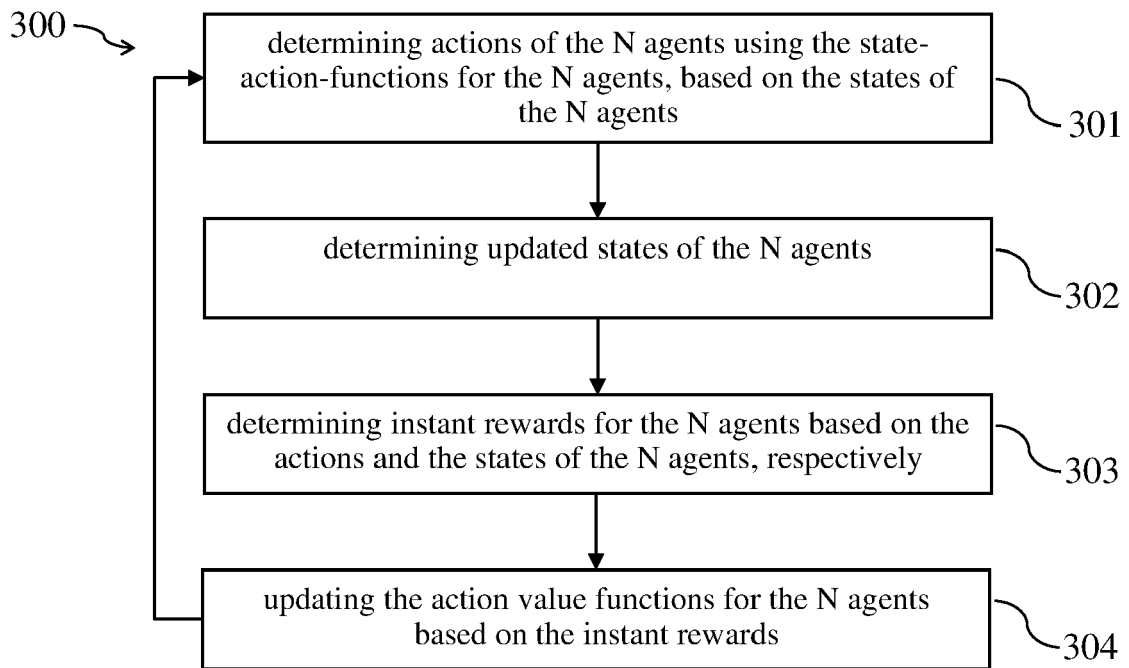 300
determining actions of the N agents using the state-
action-functions for the N agents, based on the states of
the N agents
301
determining updated states of the N agents
302
determining instant rewards for the N agents based on the
actions and the states of the N agents, respectively
303
updating the action value functions for the N agents
based on the instant rewards
304